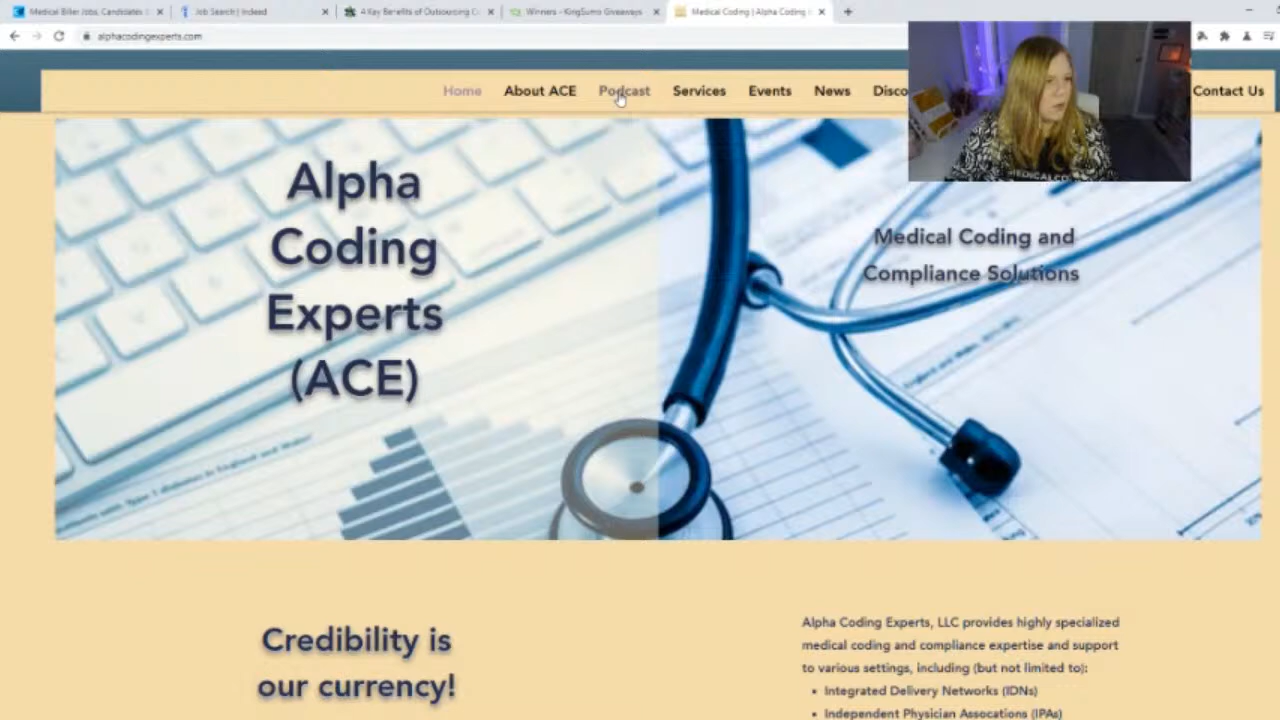 Medical Biller Jobs, Candidates
Job Search | Indeed
4 Key Benefits of Outsourcing Co
Winners - KingSumo Giveaways
Medical Coding | Alpha Coding
alphacodingexperts.com
Home About ACE Podcast Services Events News Disco Contact Us
Alpha
Coding
Experts
(ACE)
Medical Coding and
Compliance Solutions
Credibility is
our currency!
Alpha Coding Experts, LLC provides highly specialized
medical coding and compliance expertise and support
to various settings, including (but not limited to):
• Integrated Delivery Networks (IDNs)
• Independent Physician Assocations (IPAs)